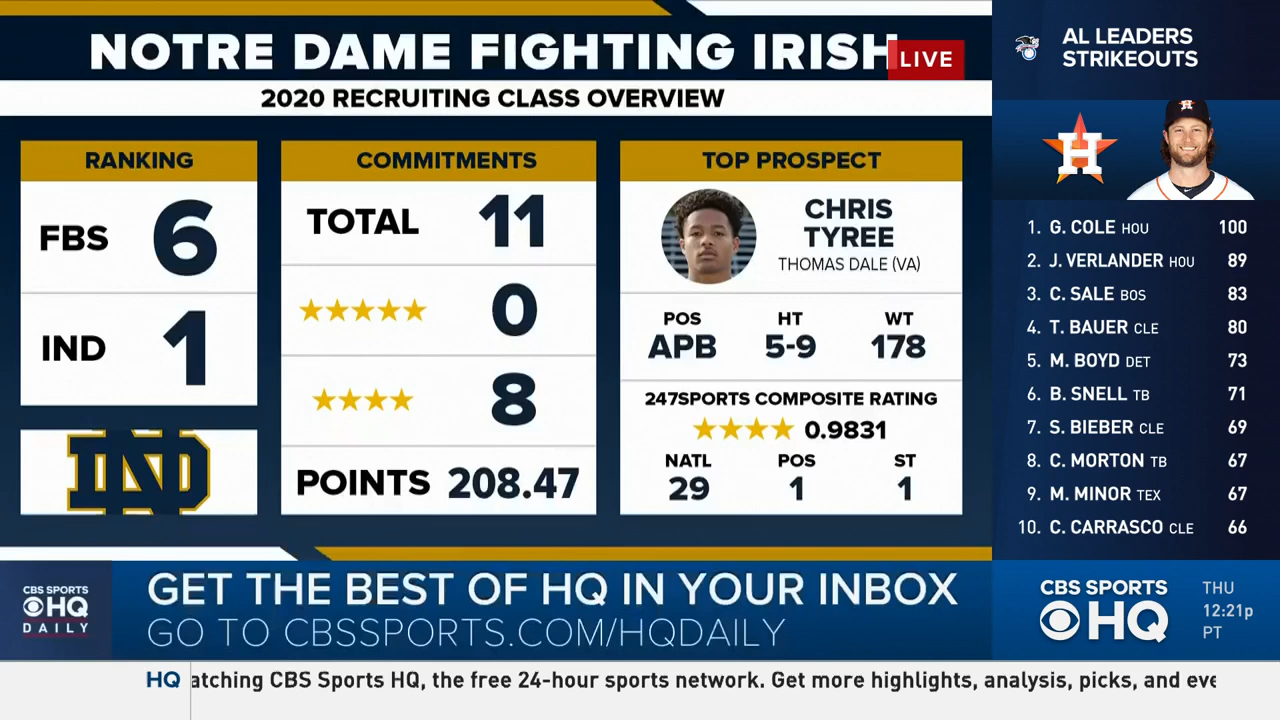 NOTRE DAME FIGHTING IRISH
LIVE
2020 RECRUITING CLASS OVERVIEW
RANKING
FBS 6
IND 1
ND
COMMITMENTS
TOTAL 11
★★★★★ 0
★★★★ 8
POINTS 208.47
TOP PROSPECT
CHRIS
TYREE
THOMAS DALE (VA)
POS HT WT
APB 5-9 178
247SPORTS COMPOSITE RATING
★★★★ 0.9831
NATL POS ST
29 1 1
AL LEADERS
STRIKEOUTS
H
1. G. COLE HOU 100
2. J. VERLANDER HOU 89
3. C. SALE BOS 83
4. T. BAUER CLE 80
5. M. BOYD DET 73
6. B. SNELL TB 71
7. S. BIEBER CLE 69
8. C. MORTON TB 67
9. M. MINOR TEX 67
10. C. CARRASCO CLE 66
CBS SPORTS
HQ
DAILY
GET THE BEST OF HQ IN YOUR INBOX
GO TO CBSSPORTS.COM/HQDAILY
CBS SPORTS
HQ
THU
12:21p
PT
HQ atching CBS Sports HQ, the free 24-hour sports network. Get more highlights, analysis, picks, and eve